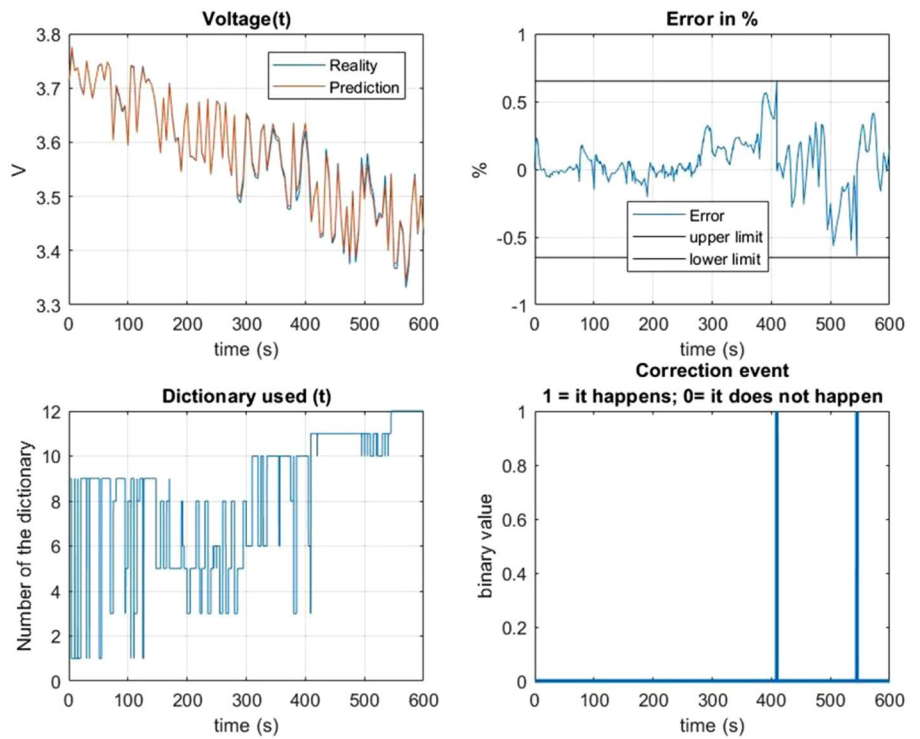 Voltage(t)
3.8
3.7
3.6
3.5
3.4
3.3
V
Reality
Prediction
0 100 200 300 400 500 600
time (s)
Error in %
1
0.5
0
-0.5
-1
%
Error
upper limit
lower limit
0 100 200 300 400 500 600
time (s)
Dictionary used (t)
12
10
8
6
4
2
0
Number of the dictionary
0 100 200 300 400 500 600
time (s)
Correction event
1 = it happens; 0= it does not happen
1
0.8
0.6
0.4
0.2
0
binary value
0 100 200 300 400 500 600
time (s)